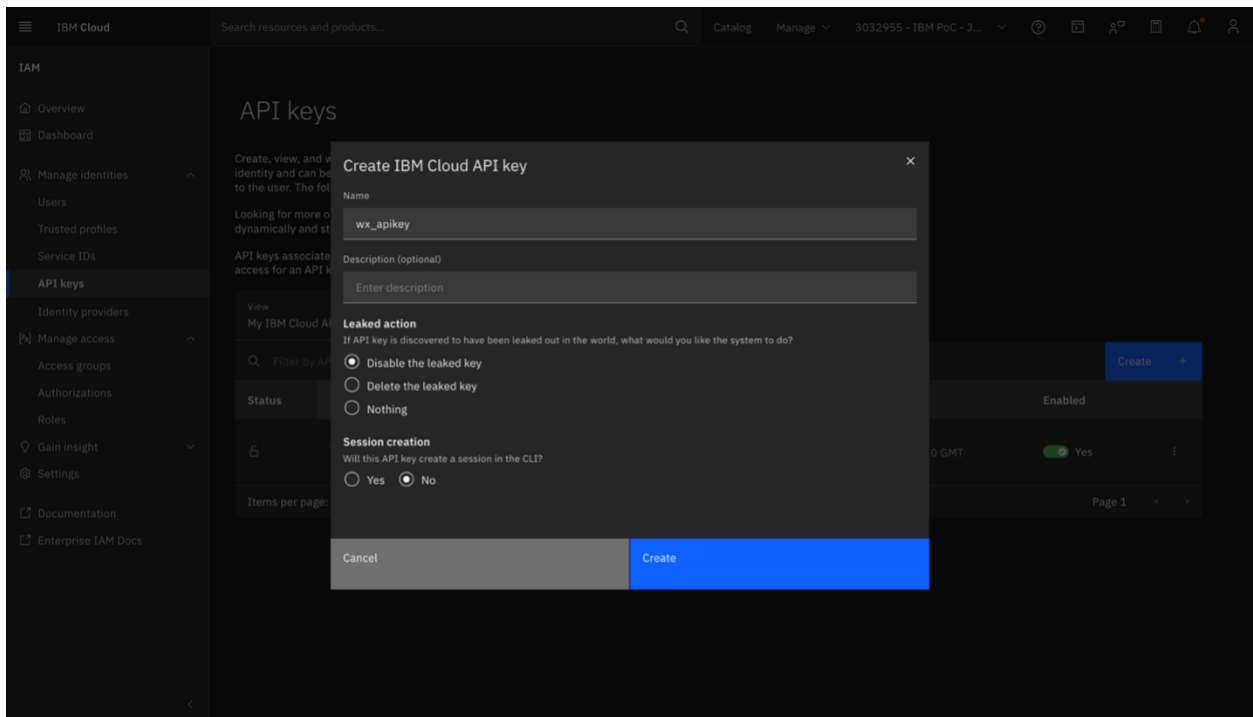 IBM Cloud
Search resources and products...
Catalog
Manage
3032955 - IBM PoC - J...
IAM
Overview
Dashboard
Manage identities
Users
Trusted profiles
Service IDs
API keys
Identity providers
Manage access
Access groups
Authorizations
Roles
Gain insight
Settings
Documentation
Enterprise IAM Docs
API keys
Create, view, and w
identity and can be
to the user. The fol
Looking for more o
dynamically and st
API keys associate
access for an API k
View
My IBM Cloud AP
Filter by AP
Create +
Status
Enabled
0 GMT
Yes
Items per page:
Page 1
Create IBM Cloud API key
Name
wx_apikey
Description (optional)
Enter description
Leaked action
If API key is discovered to have been leaked out in the world, what would you like the system to do?
Disable the leaked key
Delete the leaked key
Nothing
Session creation
Will this API key create a session in the CLI?
Yes No
Cancel
Create